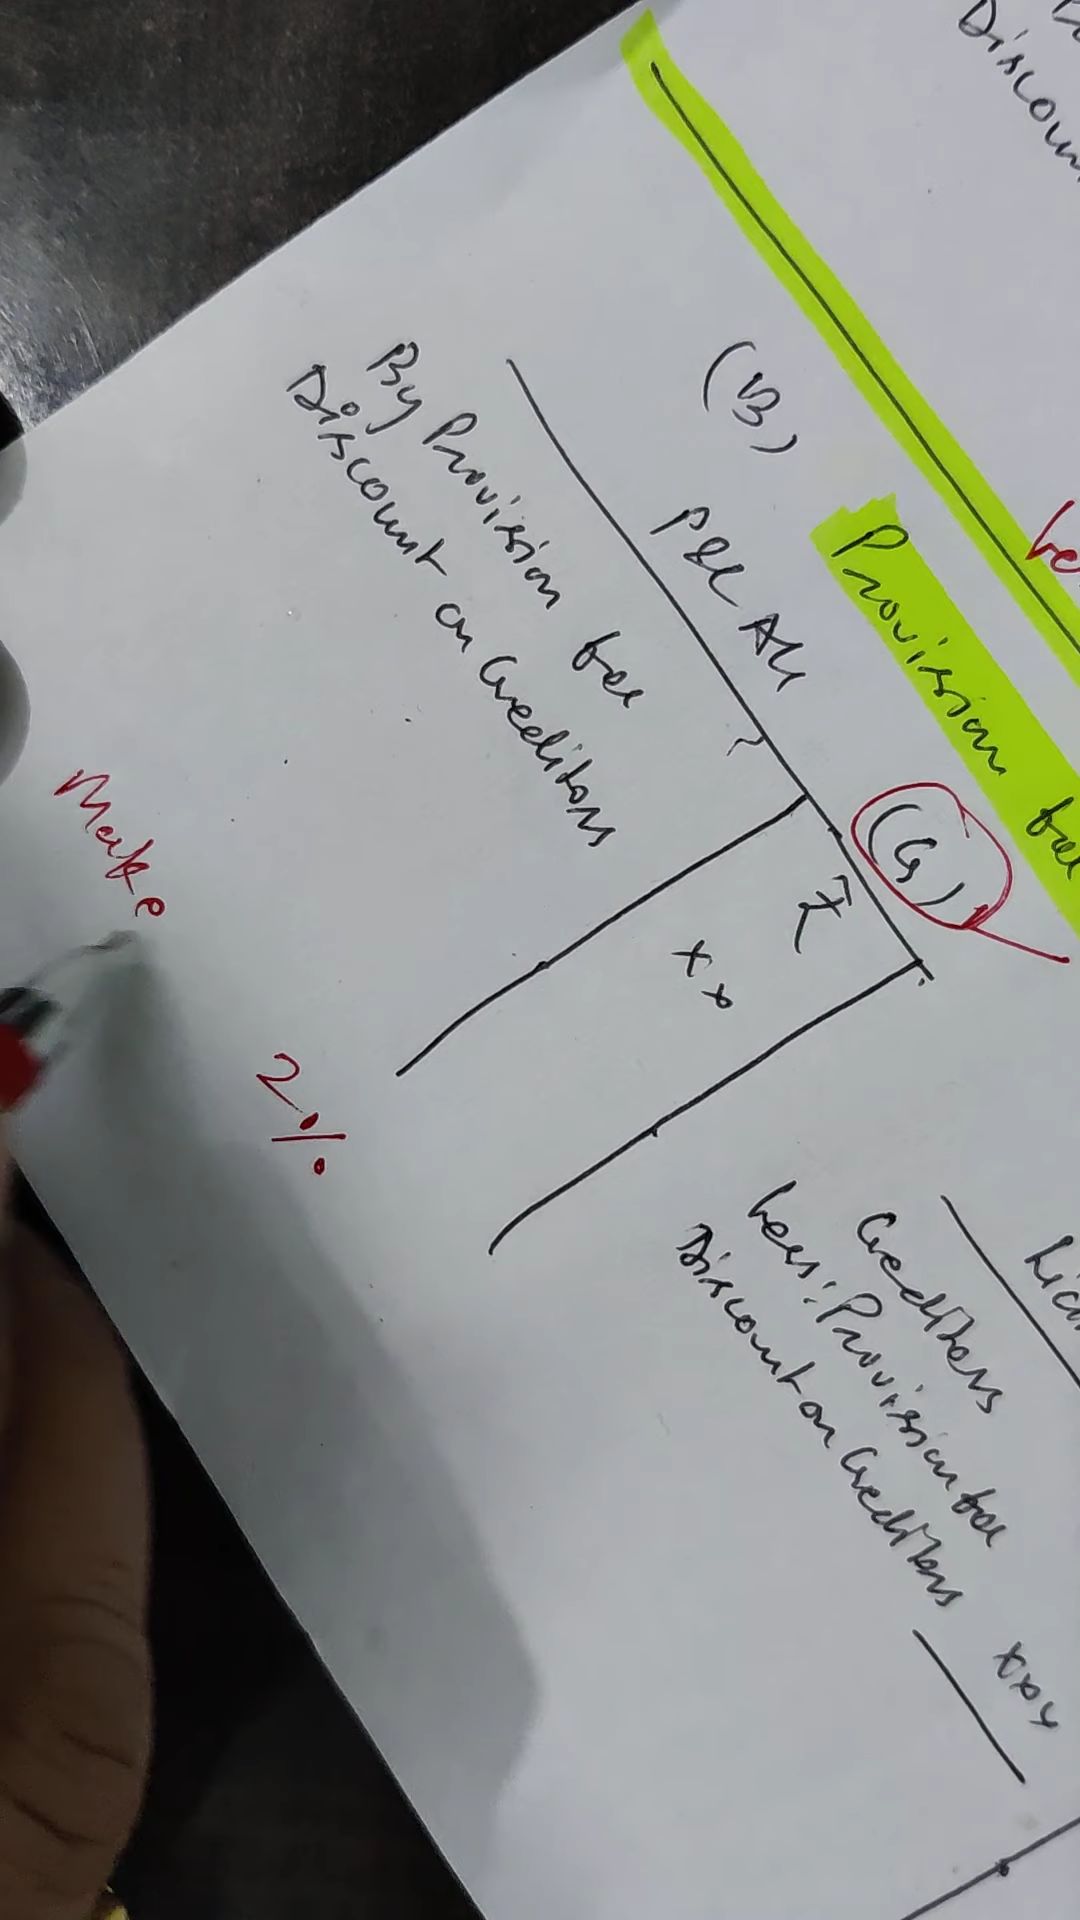 Discoun
(B) Provision for
P&L A/c (G)
₹
By Provision for
Discount on Creditors
xx
Make
2%
Creditors
Less: Provision for
Discount on Creditors
xxx